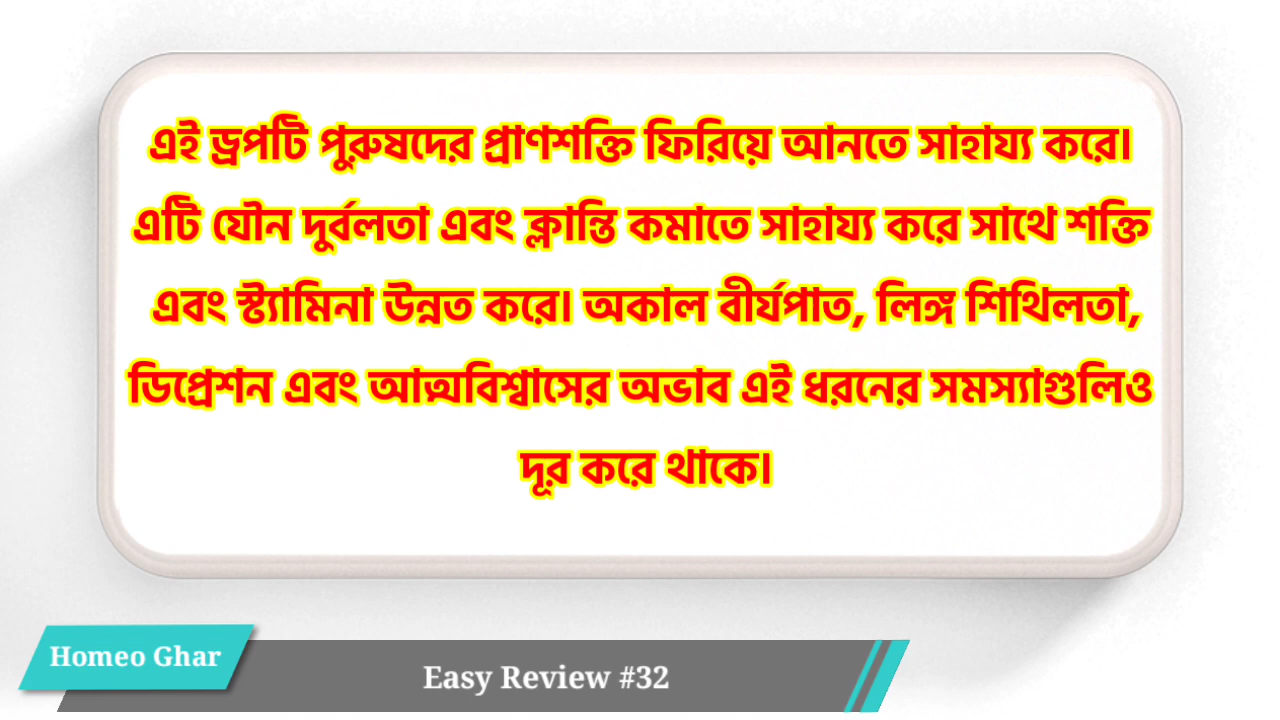 এই ড্রপটি পুরুষদের প্রাণশক্তি ফিরিয়ে আনতে সাহায্য করে।
এটি যৌন দুর্বলতা এবং ক্লান্তি কমাতে সাহায্য করে সাথে শক্তি
এবং স্ট্যামিনা উন্নত করে। অকাল বীর্যপাত, লিঙ্গ শিথিলতা,
ডিপ্রেশন এবং আত্মবিশ্বাসের অভাব এই ধরনের সমস্যাগুলিও
দূর করে থাকে।
Homeo Ghar
Easy Review #32